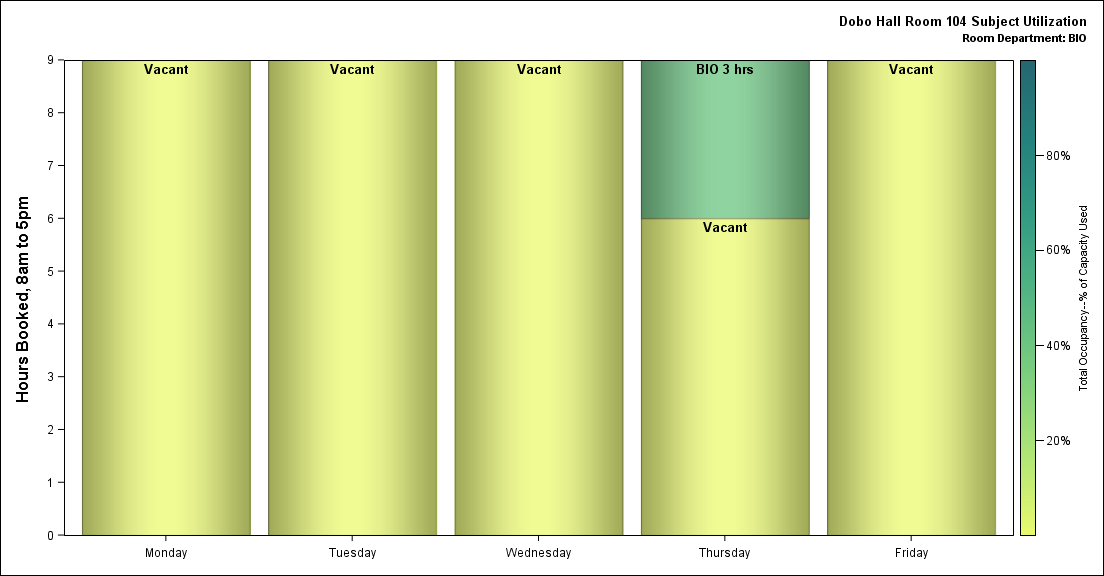 Dobo Hall Room 104 Subject Utilization
Room Department: BIO
Hours Booked, 8am to 5pm
9
8
7
6
5
4
3
2
1
0
Vacant
Vacant
Vacant
BIO 3 hrs
Vacant
Vacant
Monday
Tuesday
Wednesday
Thursday
Friday
80%
60%
40%
20%
Total Occupancy--% of Capacity Used